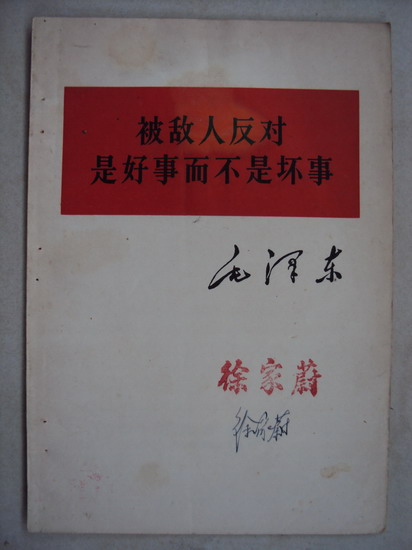 被敌人反对
是好事而不是坏事
毛泽东
徐家蔚
徐家蔚